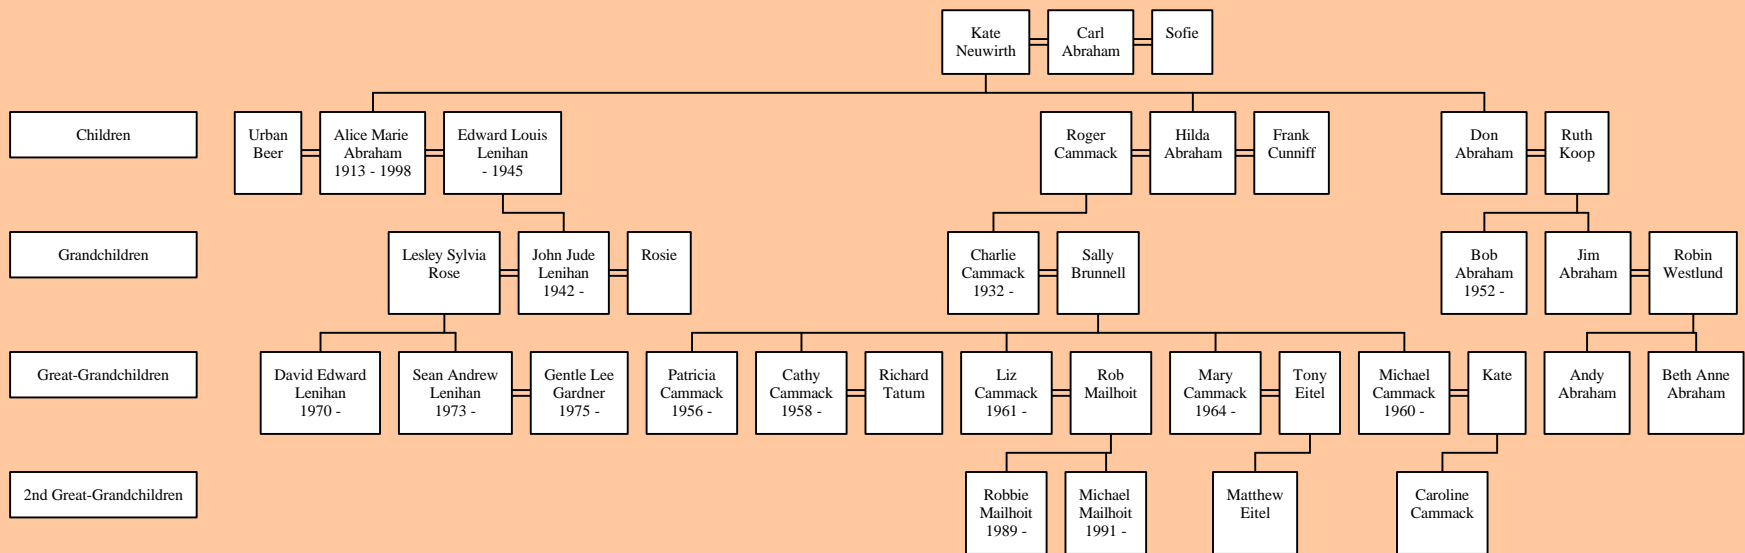 Kate
Neuwirth
Carl
Abraham
Sofie
Children
Urban
Beer
Alice Marie
Abraham
1913 - 1998
Edward Louis
Lenihan
- 1945
Roger
Cammack
Hilda
Abraham
Frank
Cunniff
Don
Abraham
Ruth
Koop
Grandchildren
Lesley Sylvia
Rose
John Jude
Lenihan
1942 -
Rosie
Charlie
Cammack
1932 -
Sally
Brunnell
Bob
Abraham
1952 -
Jim
Abraham
Robin
Westlund
Great-Grandchildren
David Edward
Lenihan
1970 -
Sean Andrew
Lenihan
1973 -
Gentle Lee
Gardner
1975 -
Patricia
Cammack
1956 -
Cathy
Cammack
1958 -
Richard
Tatum
Liz
Cammack
1961 -
Rob
Mailhoit
Mary
Cammack
1964 -
Tony
Eitel
Michael
Cammack
1960 -
Kate
Andy
Abraham
Beth Anne
Abraham
2nd Great-Grandchildren
Robbie
Mailhoit
1989 -
Michael
Mailhoit
1991 -
Matthew
Eitel
Caroline
Cammack